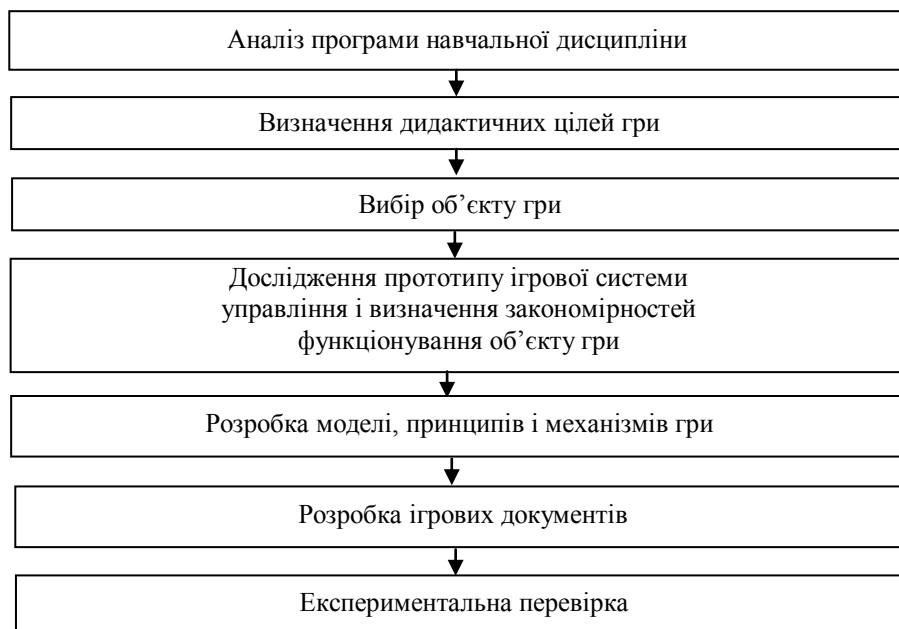 Аналіз програми навчальної дисципліни
Визначення дидактичних цілей гри
Вибір об’єкту гри
Дослідження прототипу ігрової системи
управління і визначення закономірностей
функціонування об’єкту гри
Розробка моделі, принципів і механізмів гри
Розробка ігрових документів
Експериментальна перевірка